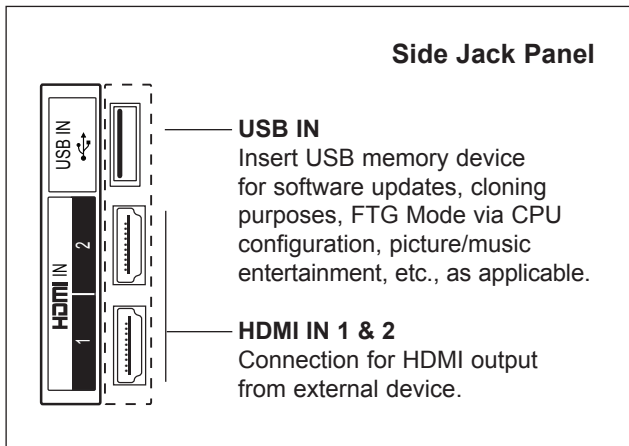 Side Jack Panel
USB IN
HDMI IN
2
1
USB IN
Insert USB memory device
for software updates, cloning
purposes, FTG Mode via CPU
configuration, picture/music
entertainment, etc., as applicable.
HDMI IN 1 & 2
Connection for HDMI output
from external device.